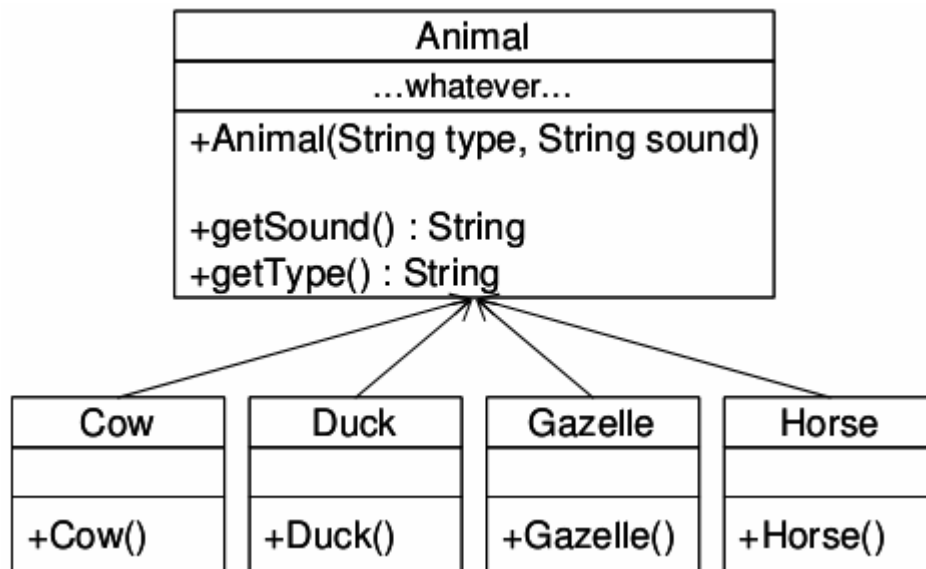 Animal
...whatever...
+Animal(String type, String sound)
+getSound() : String
+getType() : String
Cow
Duck
Gazelle
Horse
+Cow()
+Duck()
+Gazelle()
+Horse()